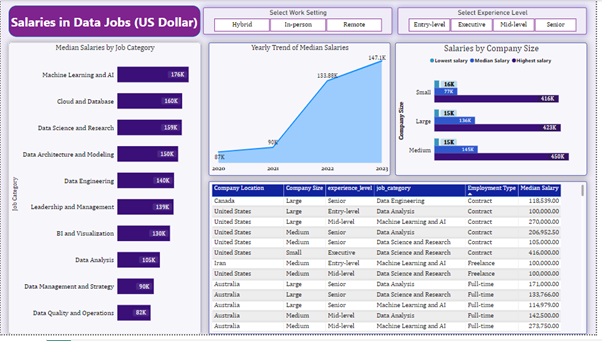 Salaries in Data Jobs (US Dollar)
Select Work Setting
Hybrid In-person Remote
Select Experience Level
Entry-level Executive Mid-level Senior
Median Salaries by Job Category
Job Category
Machine Learning and AI 176K
Cloud and Database 160K
Data Science and Research 159K
Data Architecture and Modeling 150K
Data Engineering 140K
Leadership and Management 139K
BI and Visualization 130K
Data Analysis 105K
Data Management and Strategy 90K
Data Quality and Operations 82K
Yearly Trend of Median Salaries
87K 90K 133.88K 147.1K
2020 2021 2022 2023
Salaries by Company Size
Lowest salary Median Salary Highest salary
Company Size
Small 16K 77K 416K
Large 15K 136K 423K
Medium 15K 145K 450K
Company Location Company Size experience_level job_category Employment Type Median Salary
Canada Large Senior Data Engineering Contract 118,539.00
United States Large Entry-level Data Analysis Contract 100,000.00
United States Large Mid-level Machine Learning and AI Contract 270,000.00
United States Medium Senior Data Analysis Contract 206,952.50
United States Medium Senior Data Science and Research Contract 105,000.00
United States Small Executive Data Science and Research Contract 416,000.00
Iran Medium Entry-level Machine Learning and AI Freelance 100,000.00
United States Medium Mid-level Data Science and Research Freelance 100,000.00
Australia Large Senior Data Analysis Full-time 171,000.00
Australia Large Senior Data Science and Research Full-time 133,766.00
Australia Large Senior Machine Learning and AI Full-time 114,979.00
Australia Medium Mid-level Data Analysis Full-time 142,500.00
Australia Medium Mid-level Machine Learning and AI Full-time 273,750.00